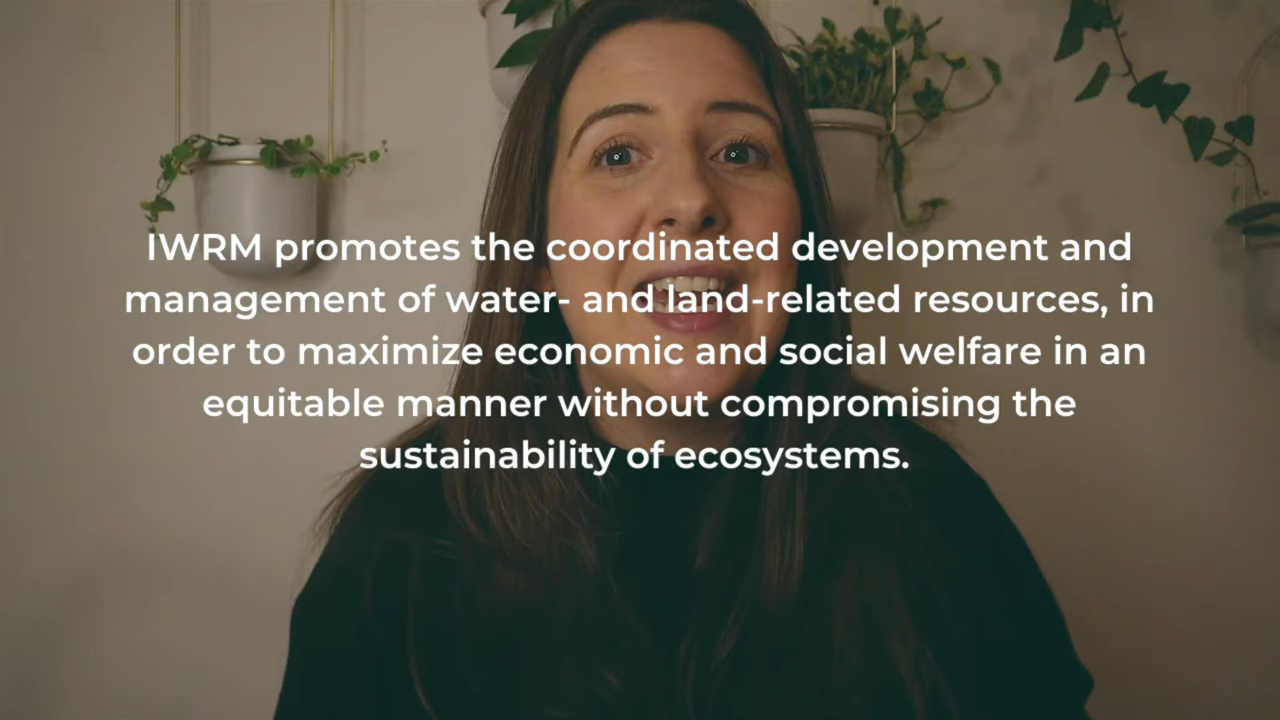 IWRM promotes the coordinated development and
management of water- and land-related resources, in
order to maximize economic and social welfare in an
equitable manner without compromising the
sustainability of ecosystems.